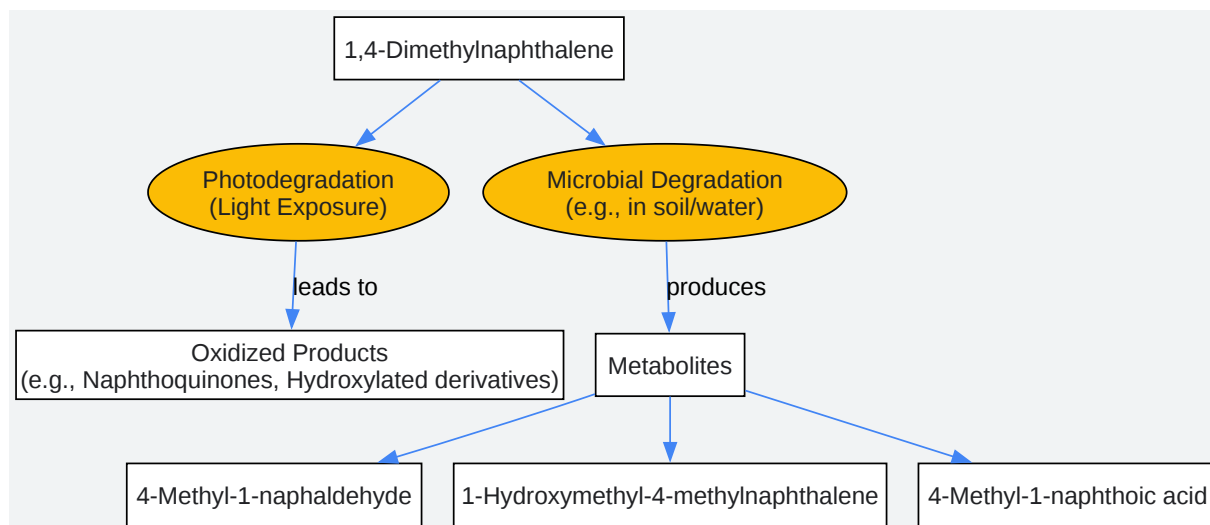 1,4-Dimethylnaphthalene
Photodegradation
(Light Exposure)
Microbial Degradation
(e.g., in soil/water)
leads to
produces
Oxidized Products
(e.g., Naphthoquinones, Hydroxylated derivatives)
Metabolites
4-Methyl-1-naphaldehyde
1-Hydroxymethyl-4-methylnaphthalene
4-Methyl-1-naphthoic acid